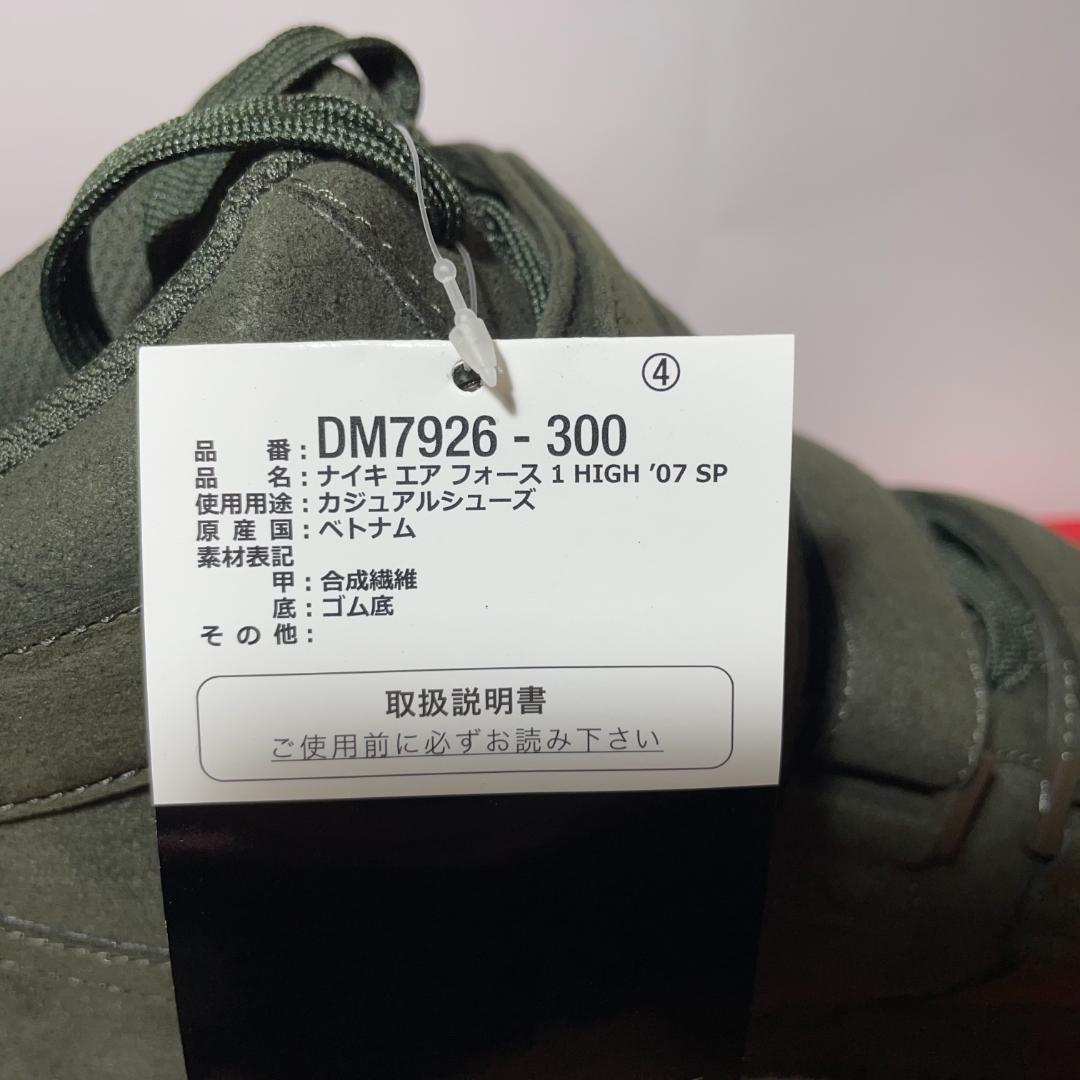 ④
品番:DM7926-300
品名:ナイキ エア フォース 1 HIGH '07 SP
使用用途:カジュアルシューズ
原産国:ベトナム
素材表記
甲:合成繊維
底:ゴム底
その他:
取扱説明書
ご使用前に必ずお読み下さい